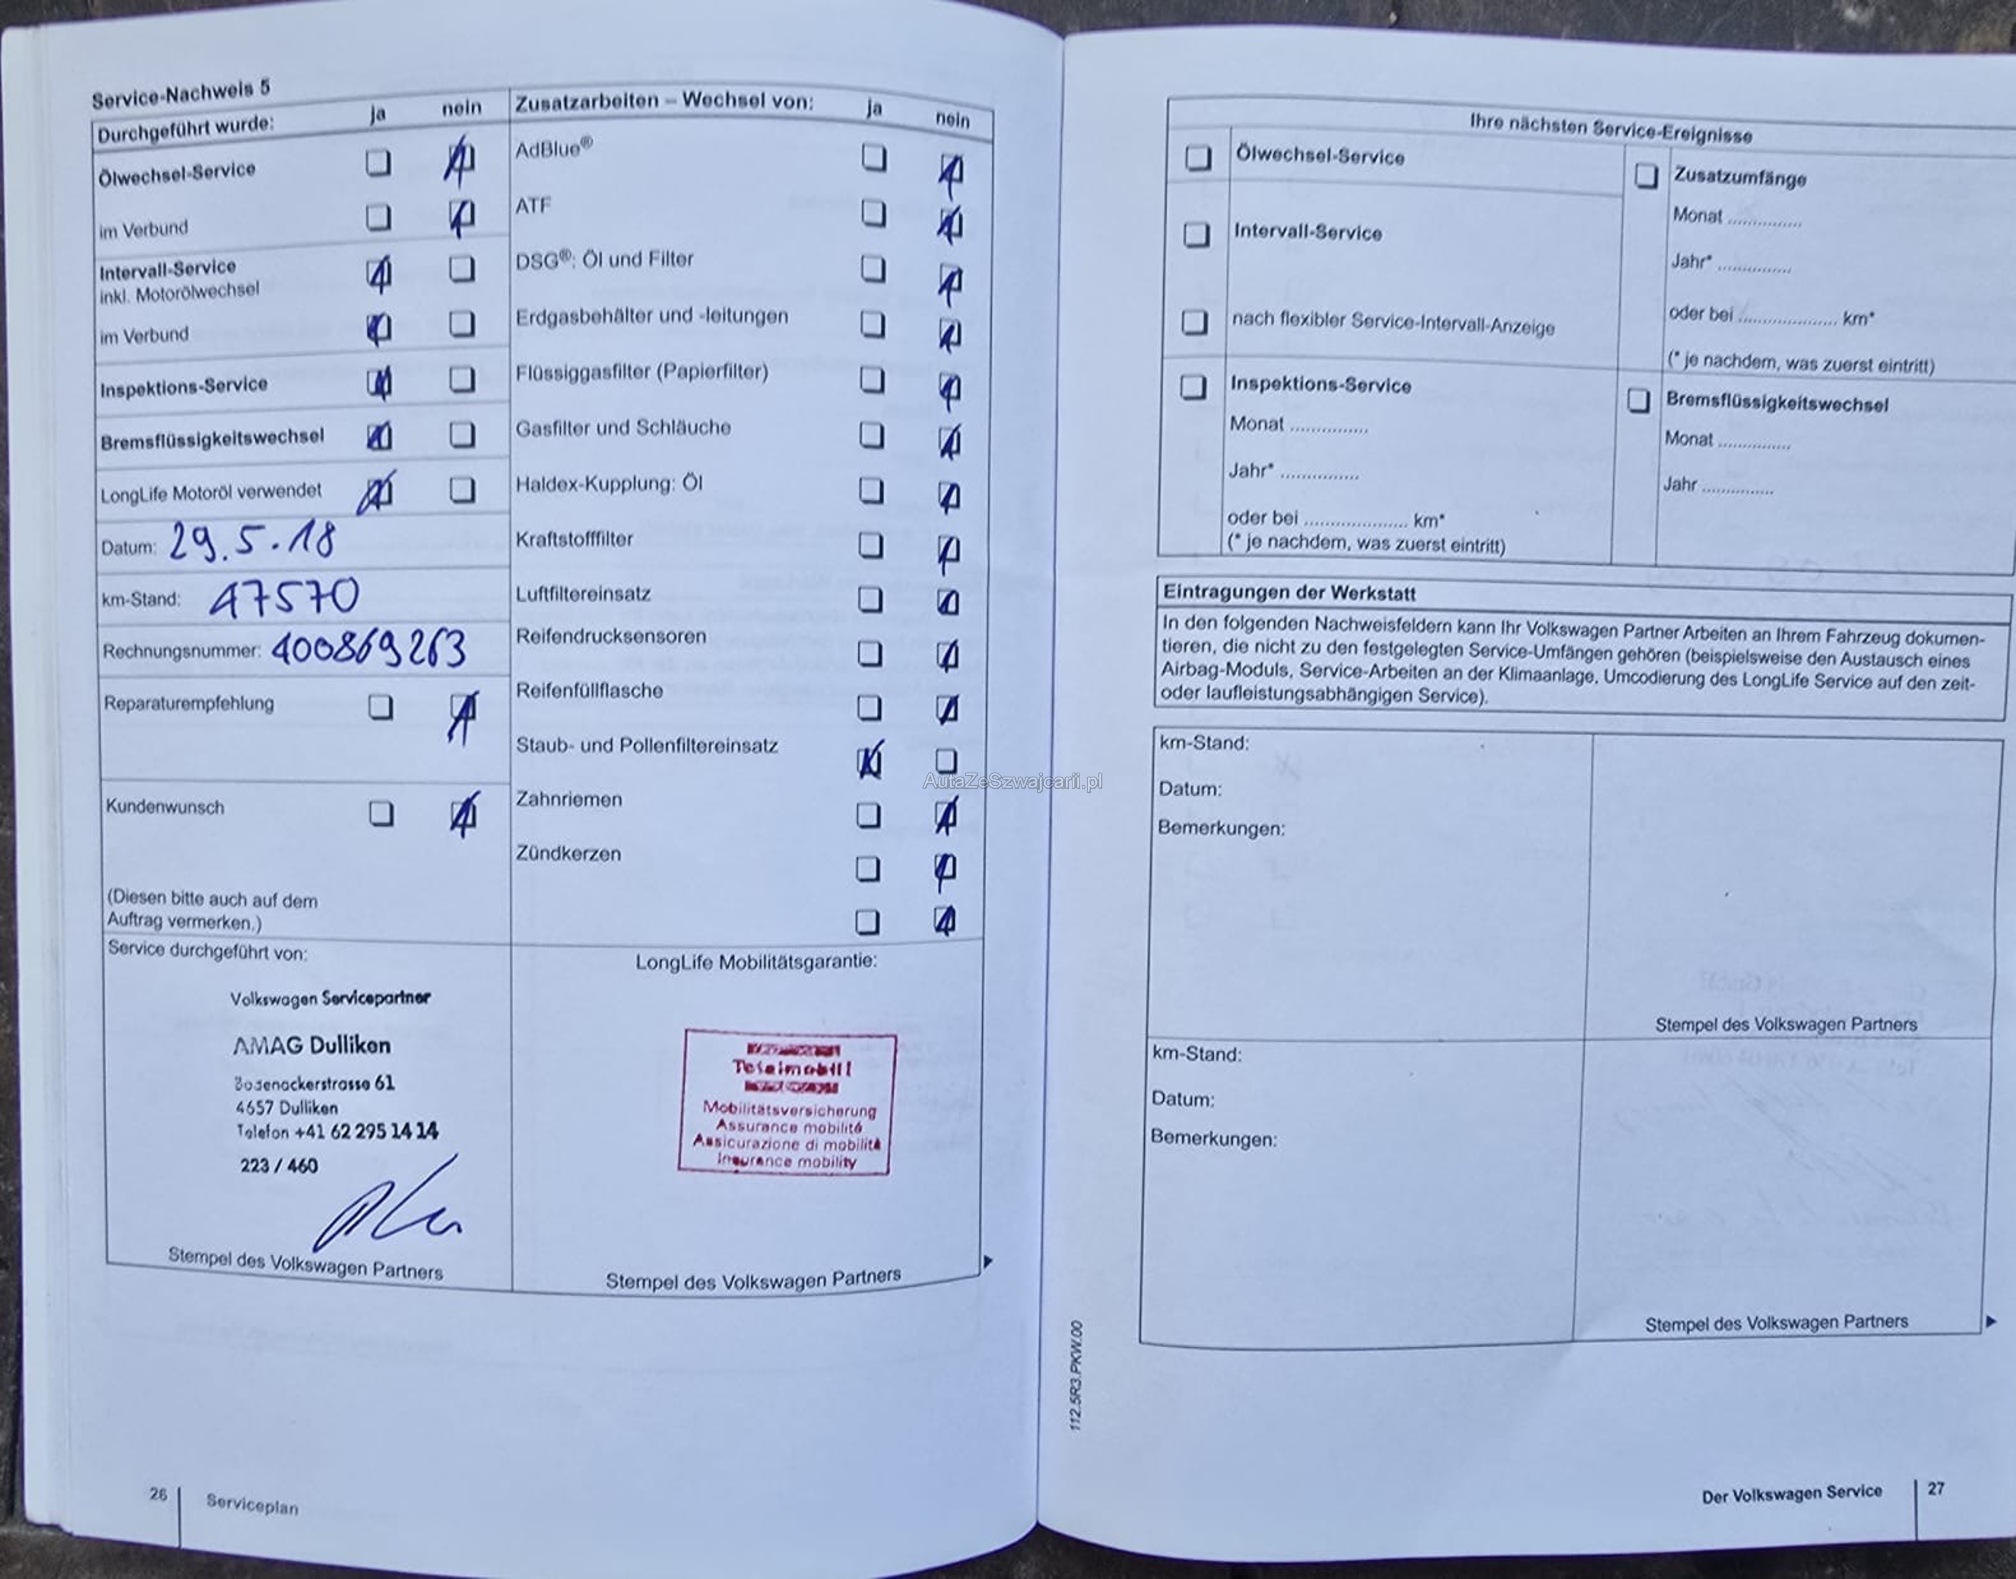 Service-Nachweis 5
Durchgeführt wurde: ja nein
Ölwechsel-Service
im Verbund
Intervall-Service
inkl. Motorölwechsel
im Verbund
Inspektions-Service
Bremsflüssigkeitswechsel
LongLife Motoröl verwendet
Datum: 29.5.18
km-Stand: 47570
Rechnungsnummer: 400869263
Reparaturempfehlung
Kundenwunsch
(Diesen bitte auch auf dem
Auftrag vermerken.)
Zusatzarbeiten – Wechsel von: ja nein
AdBlue®
ATF
DSG®: Öl und Filter
Erdgasbehälter und -leitungen
Flüssiggasfilter (Papierfilter)
Gasfilter und Schläuche
Haldex-Kupplung: Öl
Kraftstofffilter
Luftfiltereinsatz
Reifendrucksensoren
Reifenfüllflasche
Staub- und Pollenfiltereinsatz
Zahnriemen
Zündkerzen
Service durchgeführt von:
Volkswagen Servicepartner
AMAG Dulliken
Bodenackerstrasse 61
4657 Dulliken
Telefon +41 62 295 14 14
223 / 460
Stempel des Volkswagen Partners
LongLife Mobilitätsgarantie:
Totalmobil!
Mobilitätsversicherung
Assurance mobilité
Assicurazione di mobilità
Insurance mobility
Stempel des Volkswagen Partners
26 Serviceplan
AutaZeSzwajcarii.pl
Ihre nächsten Service-Ereignisse
Ölwechsel-Service
Intervall-Service
nach flexibler Service-Intervall-Anzeige
Inspektions-Service
Monat ...............
Jahr* ...............
oder bei .................... km*
(* je nachdem, was zuerst eintritt)
Zusatzumfänge
Monat ...............
Jahr* ...............
oder bei .................... km*
(* je nachdem, was zuerst eintritt)
Bremsflüssigkeitswechsel
Monat ...............
Jahr ...............
Eintragungen der Werkstatt
In den folgenden Nachweisfeldern kann Ihr Volkswagen Partner Arbeiten an Ihrem Fahrzeug dokumen-
tieren, die nicht zu den festgelegten Service-Umfängen gehören (beispielsweise den Austausch eines
Airbag-Moduls, Service-Arbeiten an der Klimaanlage, Umcodierung des LongLife Service auf den zeit-
oder laufleistungsabhängigen Service).
km-Stand:
Datum:
Bemerkungen:
Stempel des Volkswagen Partners
km-Stand:
Datum:
Bemerkungen:
Stempel des Volkswagen Partners
112.5R3.PKW.00
Der Volkswagen Service 27